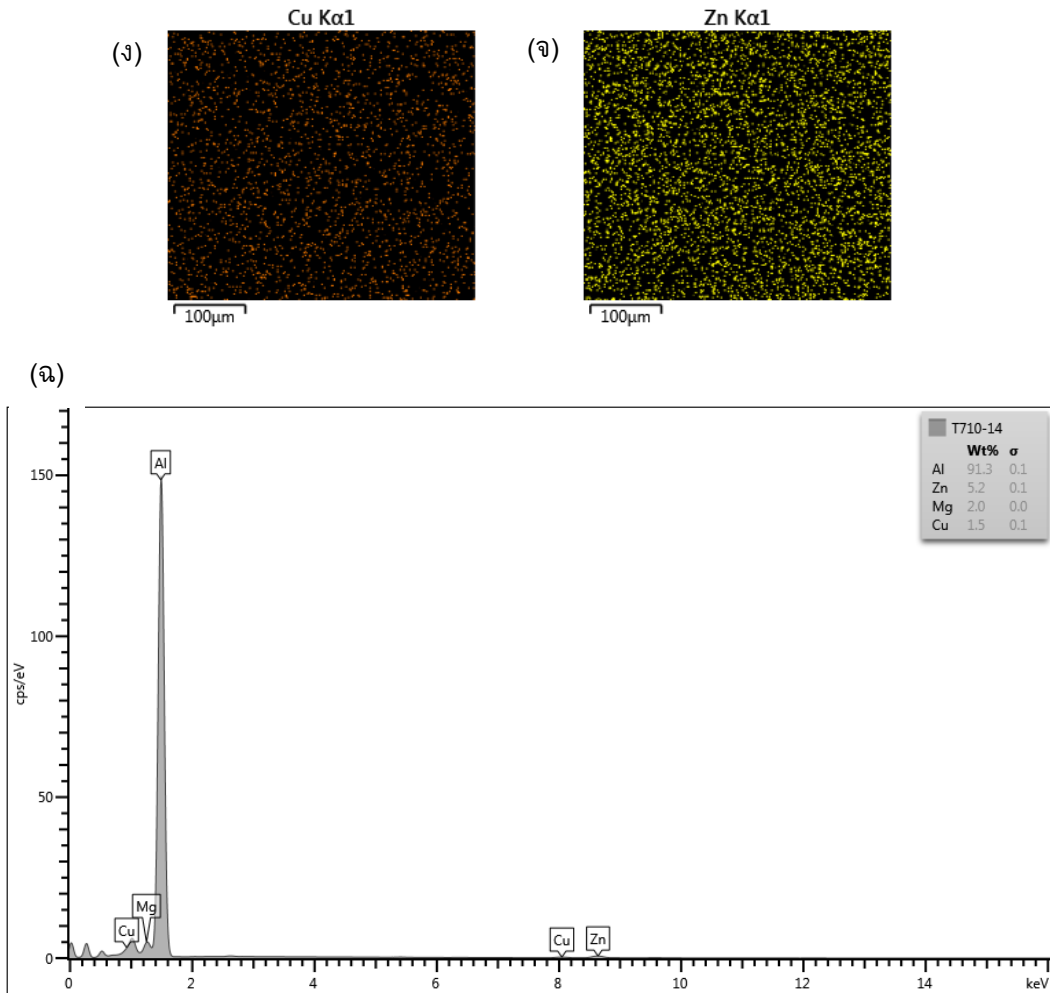 Cu Kα1
Zn Kα1
(ง)
(จ)
100µm
100µm
(ฉ)
T710-14
Wt% σ
Al 91.3 0.1
Zn 5.2 0.1
Mg 2.0 0.0
Cu 1.5 0.1
150
100
50
0
cps/eV
Al
Mg
Cu
Cu
Zn
0 2 4 6 8 10 12 14 keV